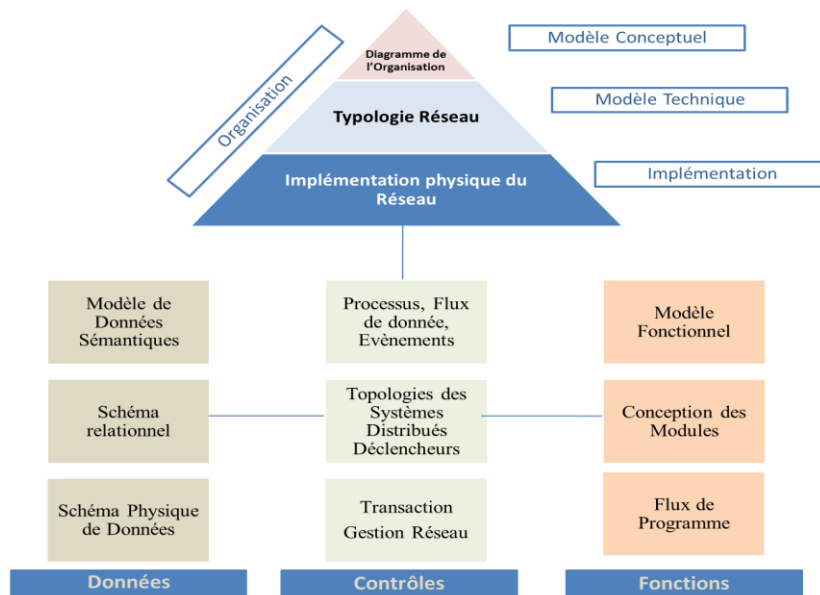 Diagramme de
l'Organisation
Modèle Conceptuel
Organisation
Typologie Réseau
Modèle Technique
Implémentation physique du
Réseau
Implémentation
Modèle de
Données
Sémantiques
Processus, Flux
de donnée,
Evènements
Modèle
Fonctionnel
Schéma
relationnel
Topologies des
Systèmes
Distribués
Déclencheurs
Conception des
Modules
Schéma Physique
de Données
Transaction
Gestion Réseau
Flux de
Programme
Données
Contrôles
Fonctions